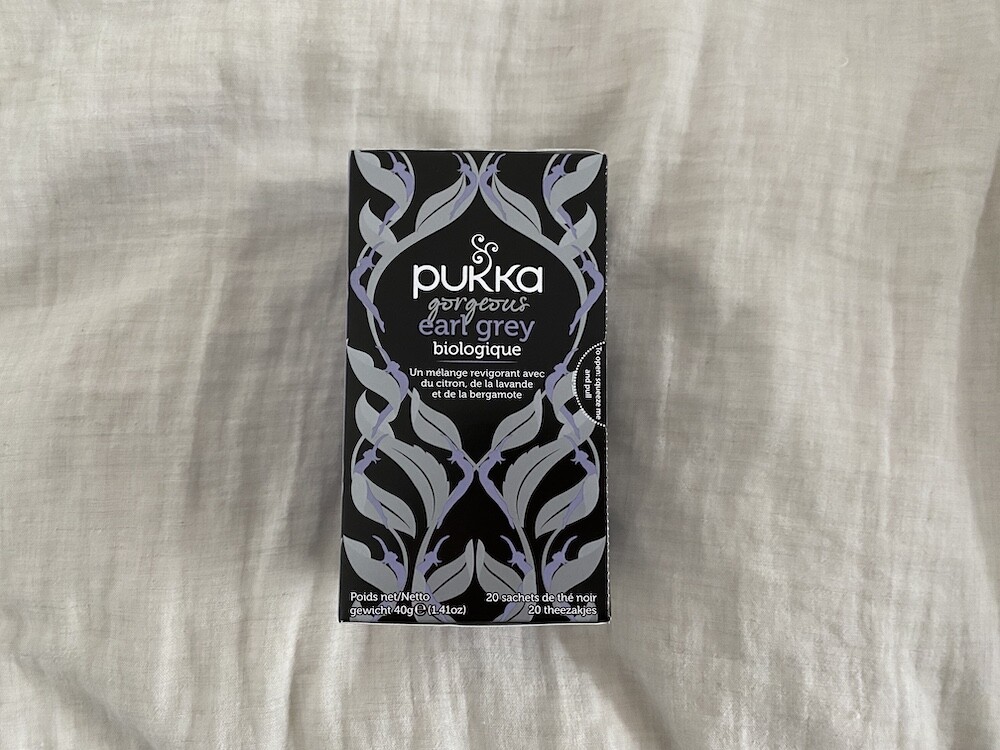 pukka
gorgeous
earl grey
biologique
Un mélange revigorant avec
du citron, de la lavande
et de la bergamote
To open: squeeze me
and pull
Poids net/Netto
gewicht 40g ℮ (1.41oz)
20 sachets de thé noir
20 theezakjes